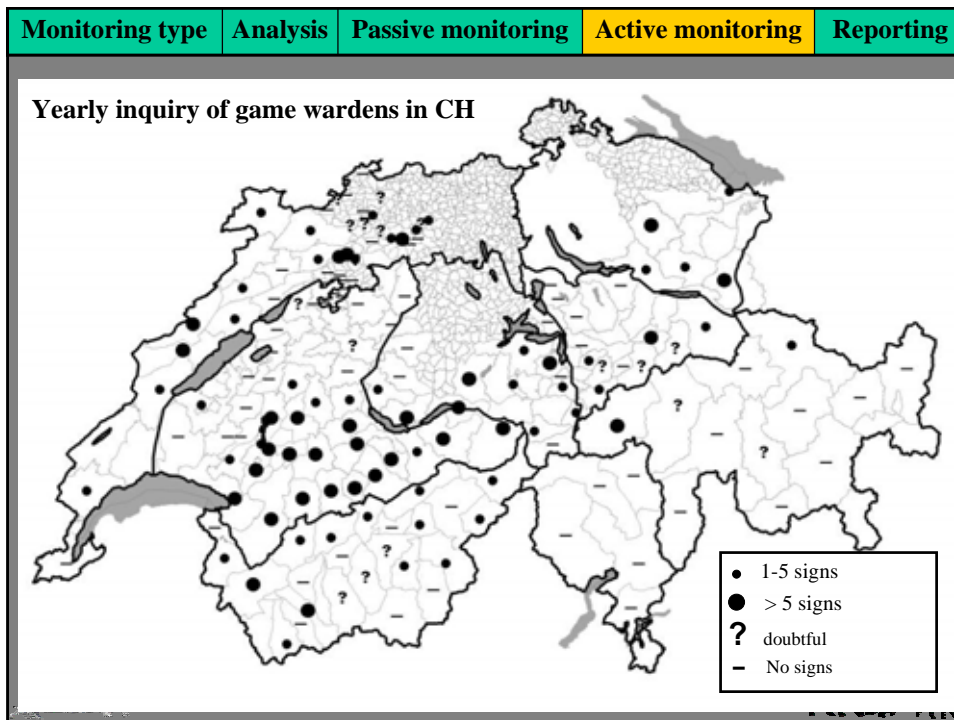 Monitoring type Analysis Passive monitoring Active monitoring Reporting
Yearly inquiry of game wardens in CH
1-5 signs
> 5 signs
? doubtful
– No signs